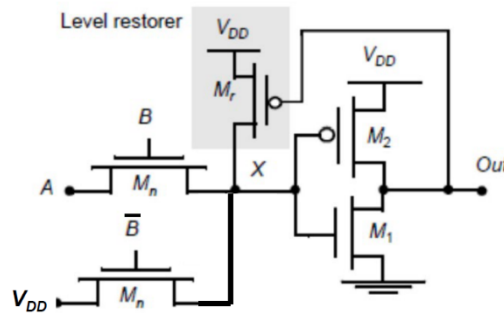 Level restorer
V_DD
M_r
V_DD
B
M_2
A
M_n
X
Out
B̅
M_1
V_DD
M_n